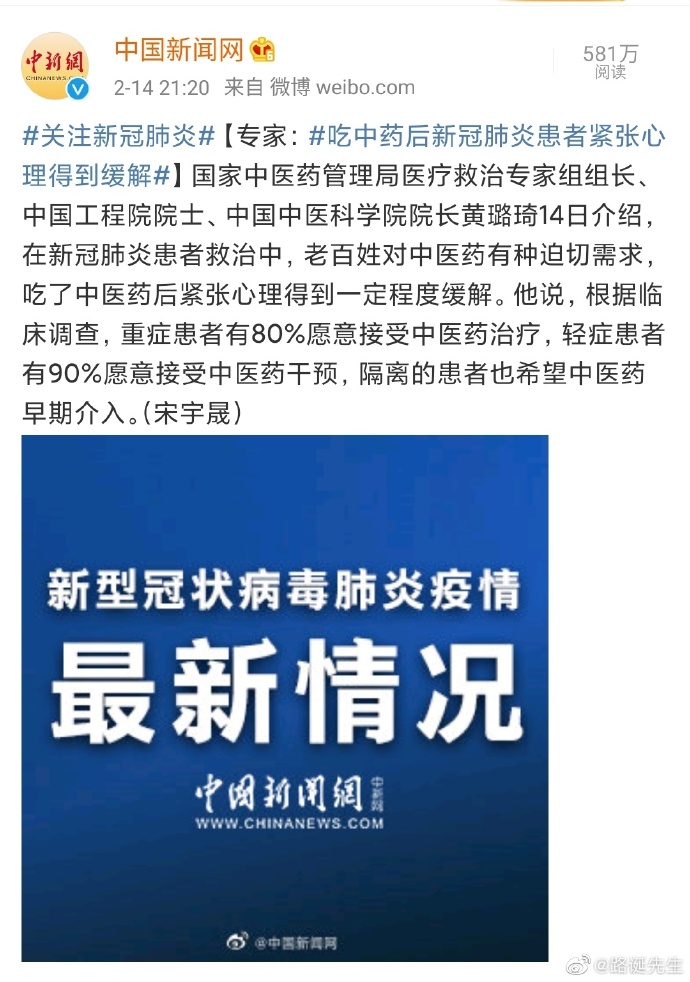 中新網
CHINANEWS.COM
中国新闻网
581万
阅读
2-14 21:20 来自 微博 weibo.com
#关注新冠肺炎#【专家：#吃中药后新冠肺炎患者紧张心
理得到缓解#】国家中医药管理局医疗救治专家组组长、
中国工程院院士、中国中医科学院院长黄璐琦14日介绍，
在新冠肺炎患者救治中，老百姓对中医药有种迫切需求，
吃了中医药后紧张心理得到一定程度缓解。他说，根据临
床调查，重症患者有80%愿意接受中医药治疗，轻症患者
有90%愿意接受中医药干预，隔离的患者也希望中医药
早期介入。（宋宇晟）
新型冠状病毒肺炎疫情
最新情况
中國新聞網
中新网
WWW.CHINANEWS.COM
@中国新闻网
@路诞先生